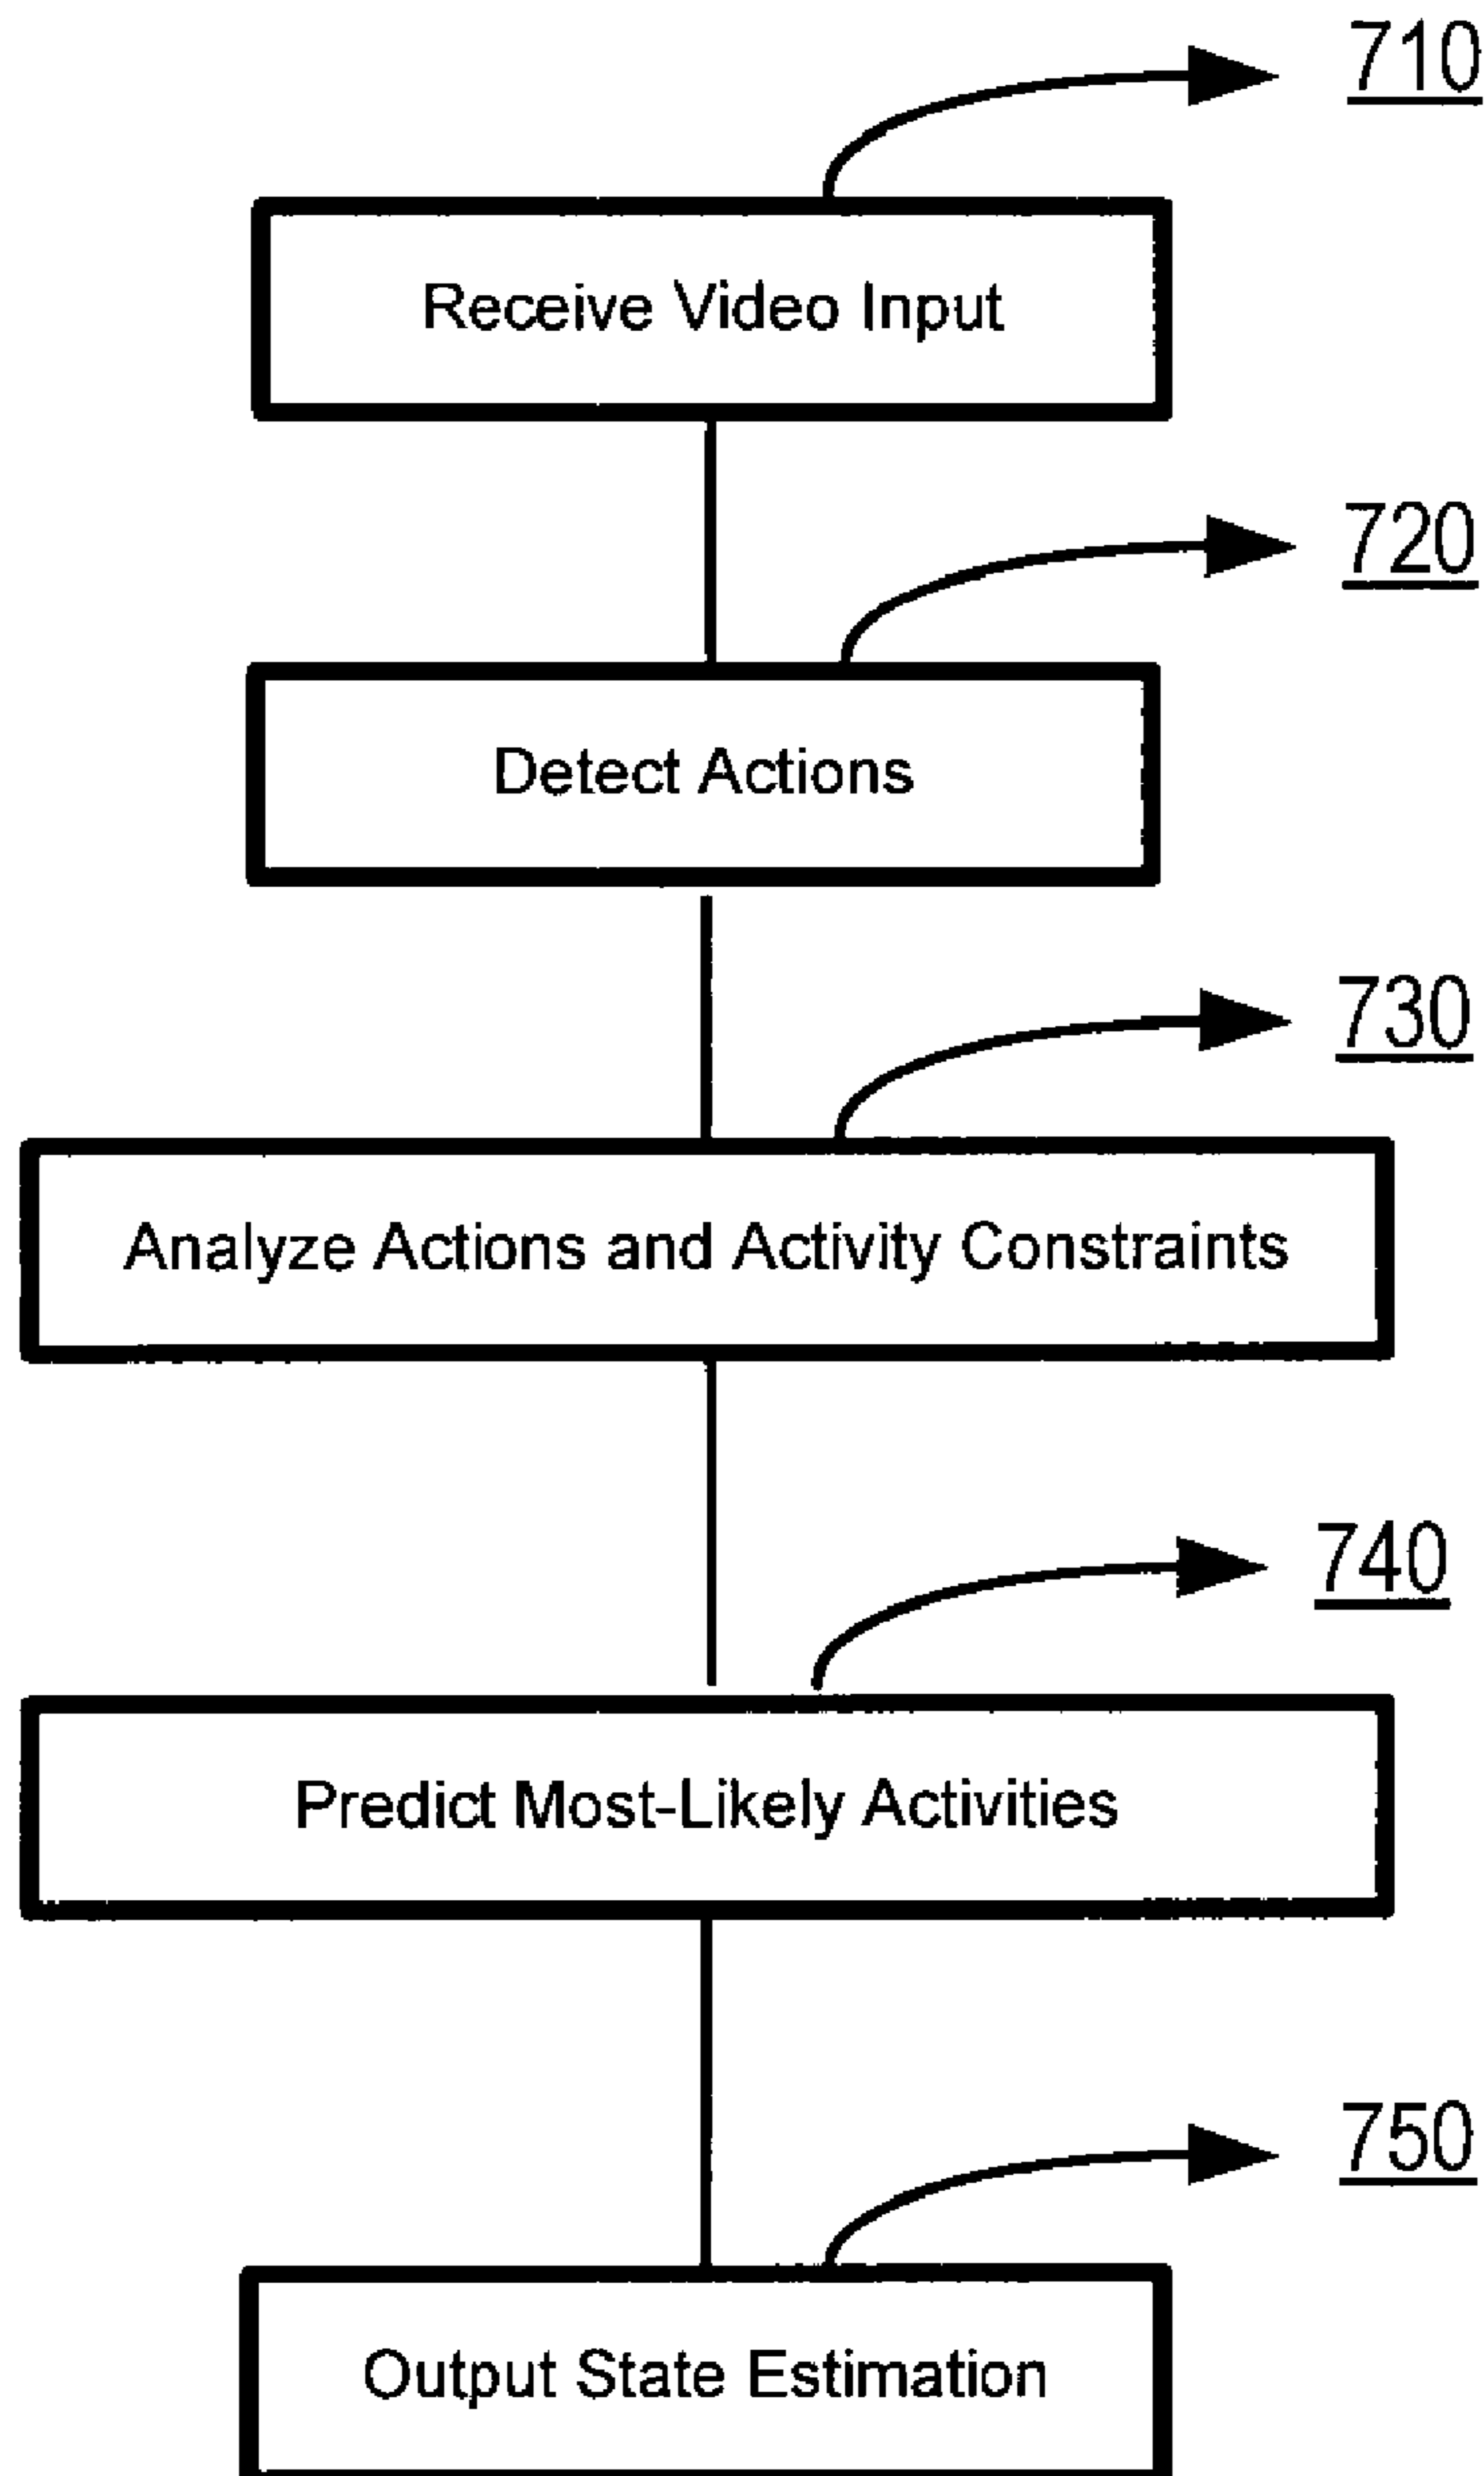 710
Receive Video Input
720
Detect Actions
730
Analyze Actions and Activity Constraints
740
Predict Most-Likely Activities
750
Output State Estimation